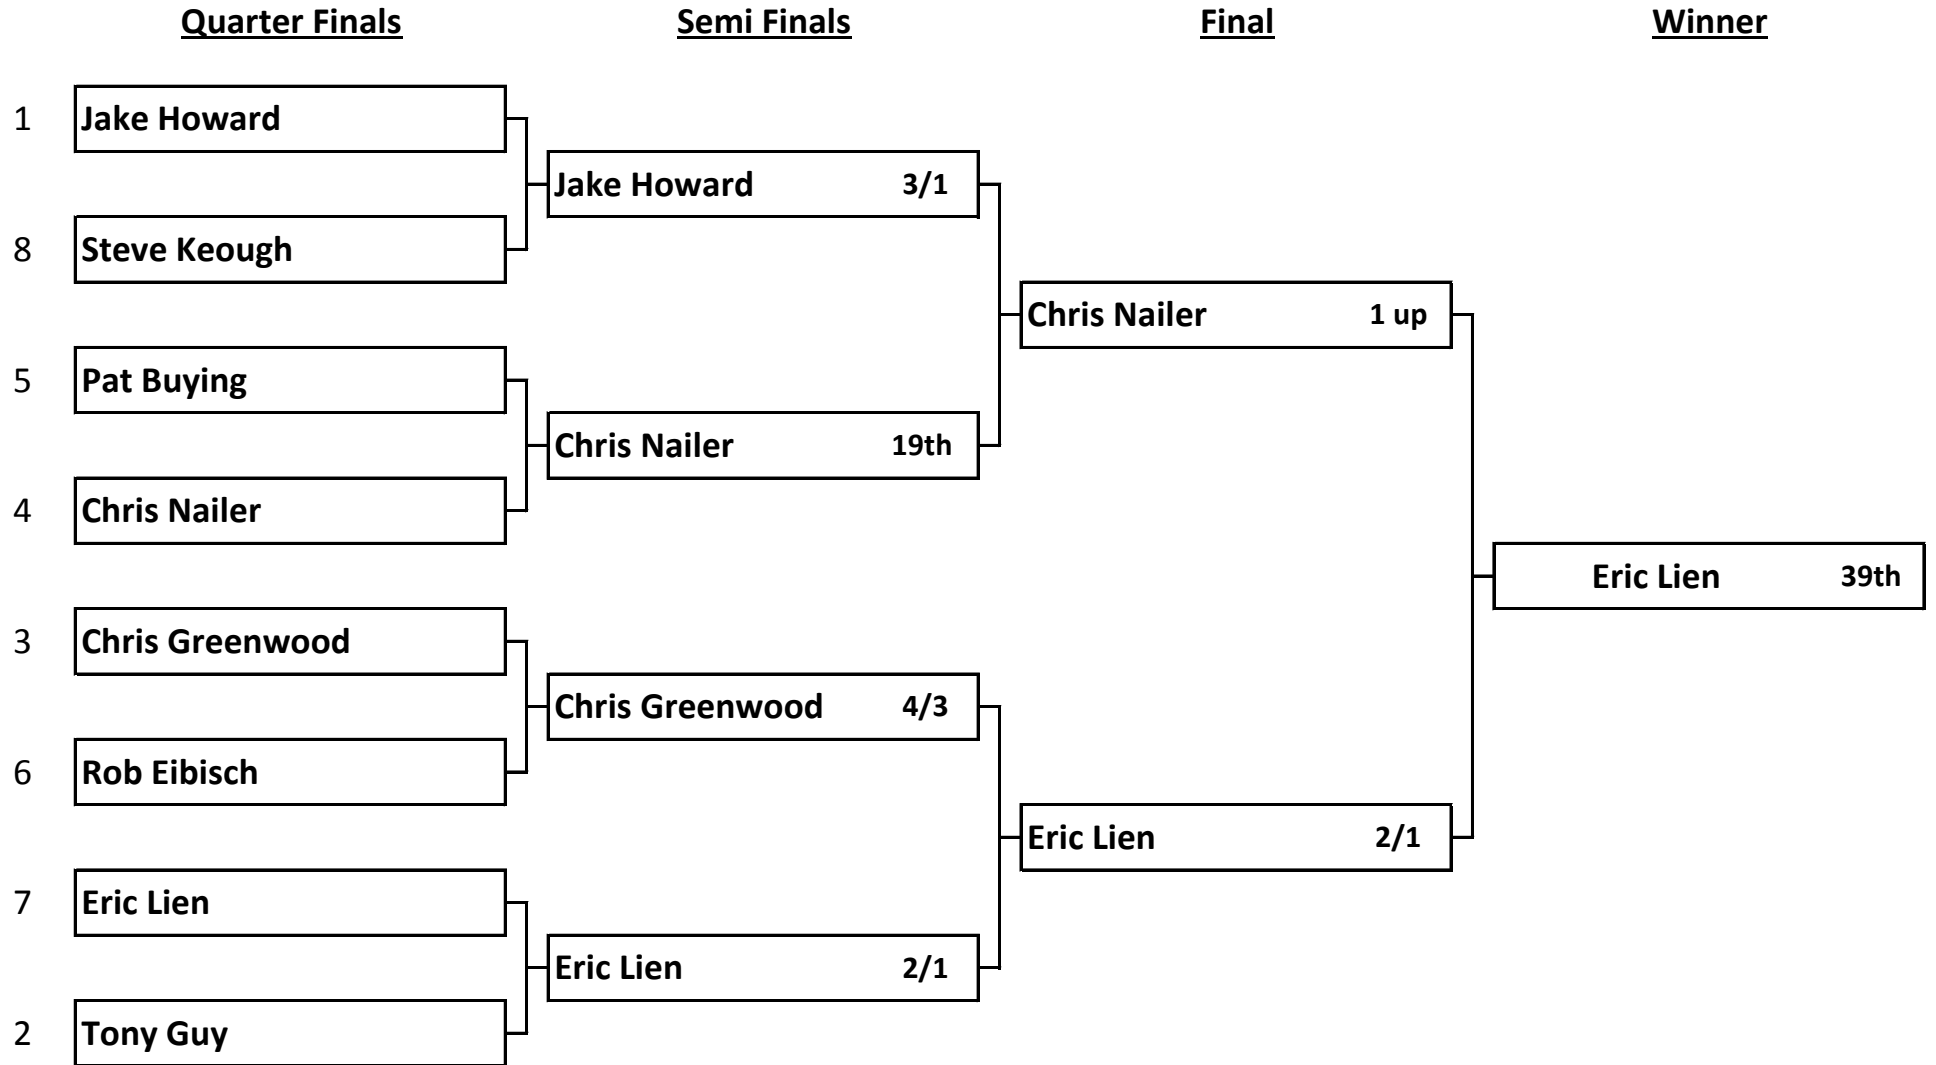 Quarter Finals Semi Finals Final Winner
1 Jake Howard
Jake Howard 3/1
8 Steve Keough
Chris Nailer 1 up
5 Pat Buying
Chris Nailer 19th
4 Chris Nailer
Eric Lien 39th
3 Chris Greenwood
Chris Greenwood 4/3
6 Rob Eibisch
Eric Lien 2/1
7 Eric Lien
Eric Lien 2/1
2 Tony Guy